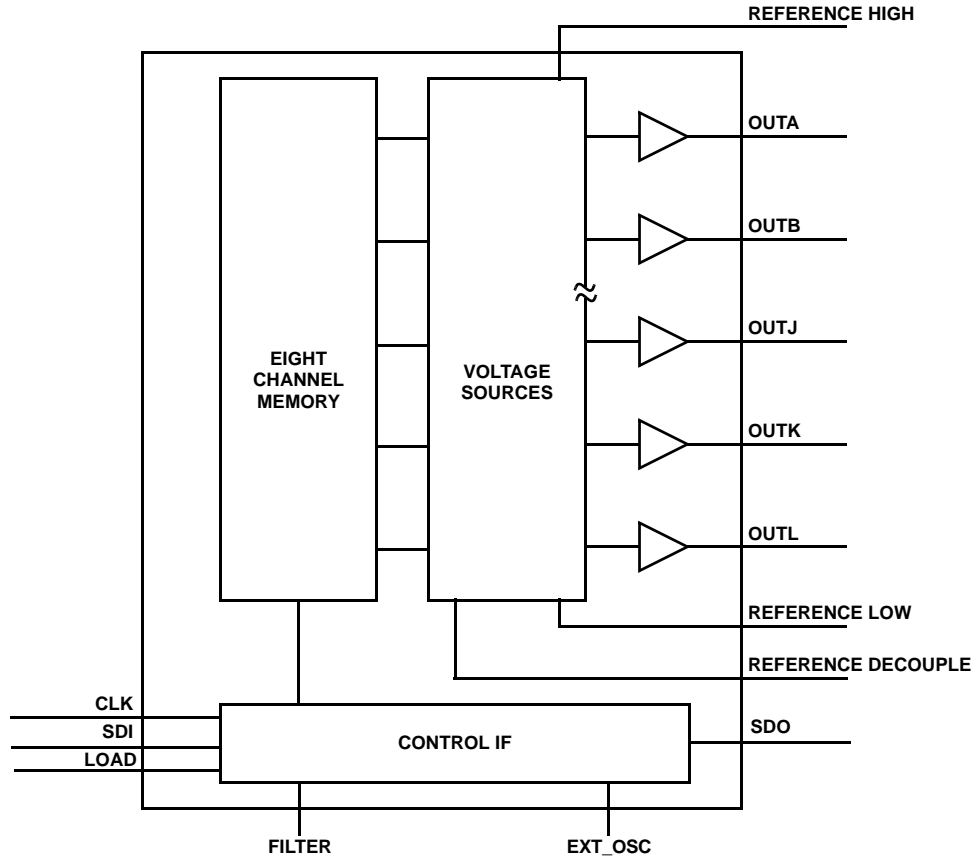 REFERENCE HIGH
OUTA
OUTB
OUTJ
OUTK
OUTL
EIGHT
CHANNEL
MEMORY
VOLTAGE
SOURCES
REFERENCE LOW
REFERENCE DECOUPLE
CLK
SDI
LOAD
CONTROL IF
SDO
FILTER
EXT_OSC